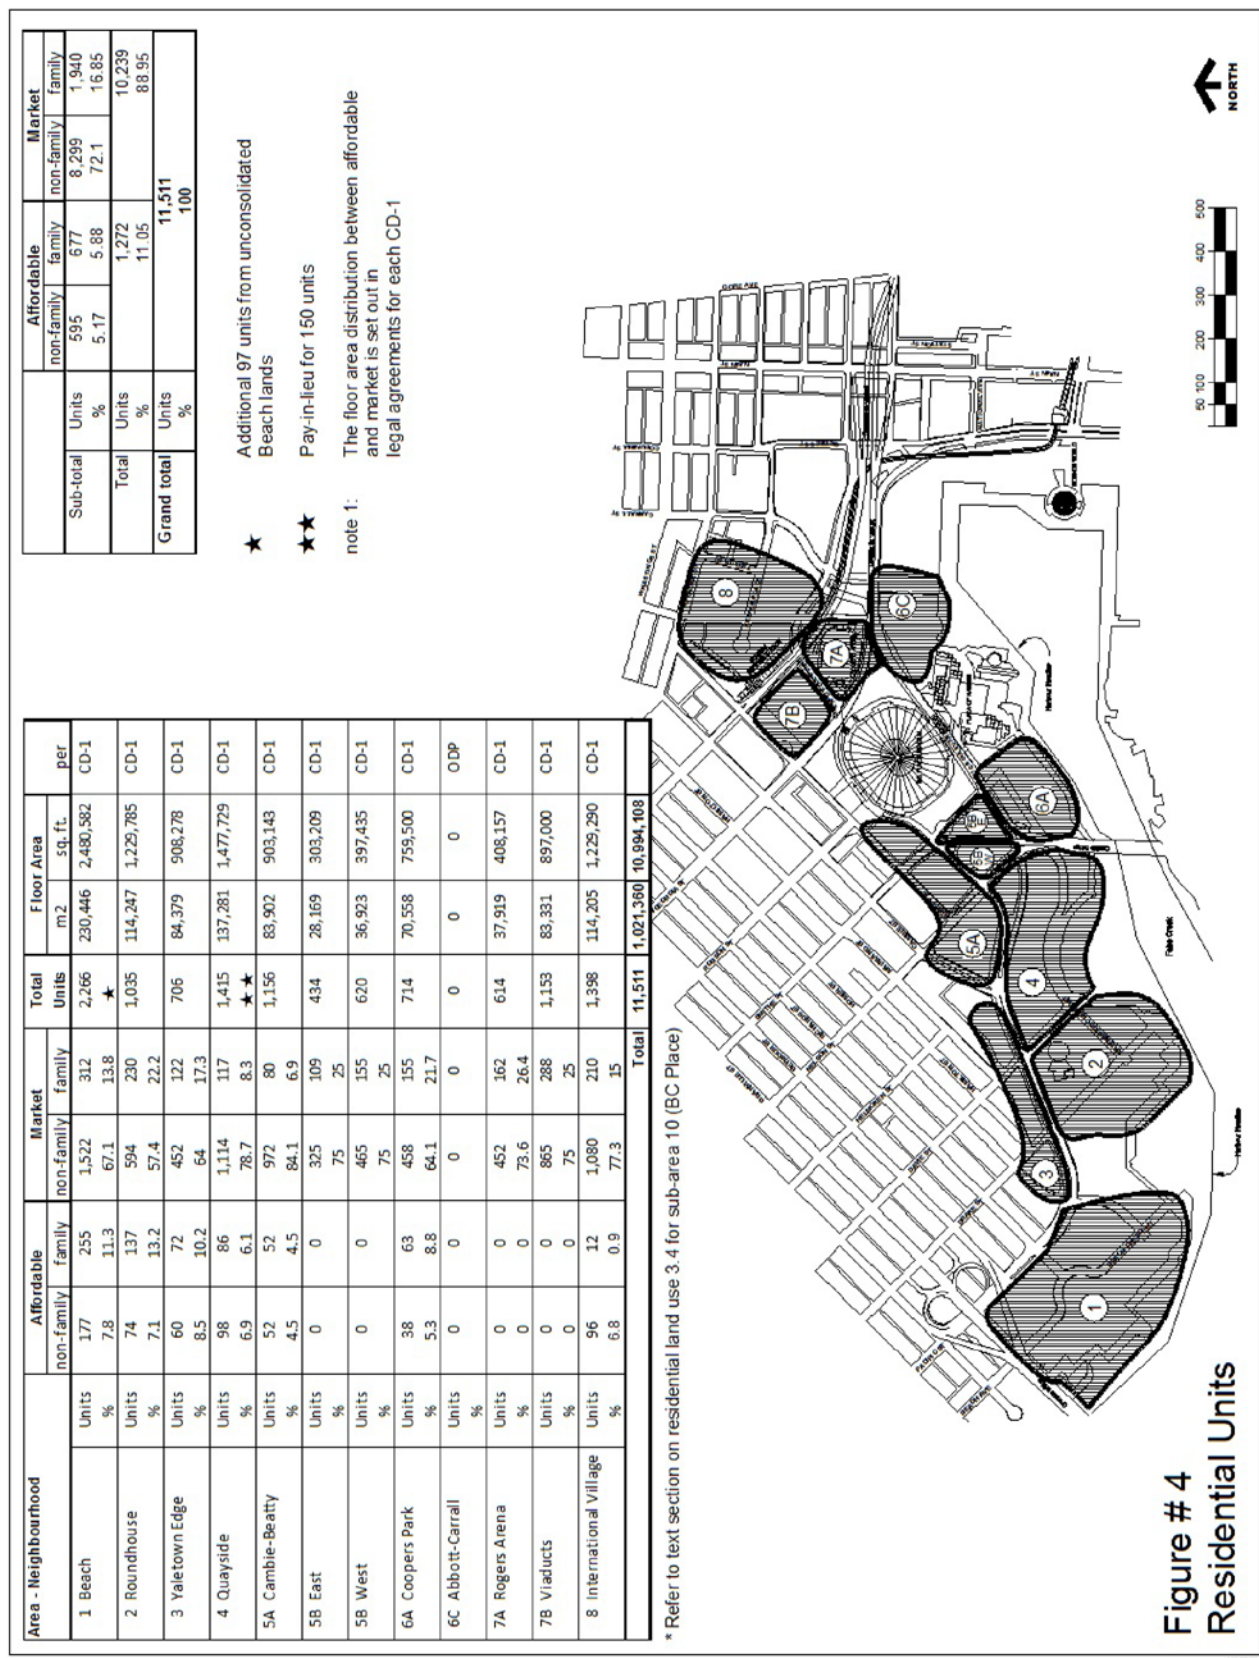 Area - Neighbourhood Affordable Market Total Floor Area
non-family family non-family family Units m2 sq. ft. per
1 Beach Units 177 255 1,522 312 2,266 230,446 2,480,582 CD-1
% 7.8 11.3 67.1 13.8 ★
2 Roundhouse Units 74 137 594 230 1,035 114,247 1,229,785 CD-1
% 7.1 13.2 57.4 22.2
3 Yaletown Edge Units 60 72 452 122 706 84,379 908,278 CD-1
% 8.5 10.2 64 17.3
4 Quayside Units 98 86 1,114 117 1,415 137,281 1,477,729 CD-1
% 6.9 6.1 78.7 8.3 ★★
5A Cambie-Beatty Units 52 52 972 80 1,156 83,902 903,143 CD-1
% 4.5 4.5 84.1 6.9
5B East Units 0 0 325 109 434 28,169 303,209 CD-1
% 75 25
5B West Units 0 0 465 155 620 36,923 397,435 CD-1
% 75 25
6A Coopers Park Units 38 63 458 155 714 70,558 759,500 CD-1
% 5.3 8.8 64.1 21.7
6C Abbott-Carrall Units 0 0 0 0 0 0 0 ODP
%
7A Rogers Arena Units 0 0 452 162 614 37,919 408,157 CD-1
% 0 0 73.6 26.4
7B Viaducts Units 0 0 865 288 1,153 83,331 897,000 CD-1
% 0 0 75 25
8 International Village Units 96 12 1,080 210 1,398 114,205 1,229,290 CD-1
% 6.8 0.9 77.3 15
Total 11,511 1,021,360 10,994,108
* Refer to text section on residential land use 3.4 for sub-area 10 (BC Place)
Affordable Market
non-family family non-family family
Sub-total Units 595 677 8,299 1,940
% 5.17 5.88 72.1 16.85
Total Units 1,272 10,239
% 11.05 88.95
Grand total Units 11,511
% 100
★ Additional 97 units from unconsolidated
Beach lands
★★ Pay-in-lieu for 150 units
note 1: The floor area distribution between affordable
and market is set out in
legal agreements for each CD-1
8
7B
7A
6C
6A
5A
4
2
3
1
False Creek
50 100 200 300 400 500
NORTH
Figure # 4
Residential Units